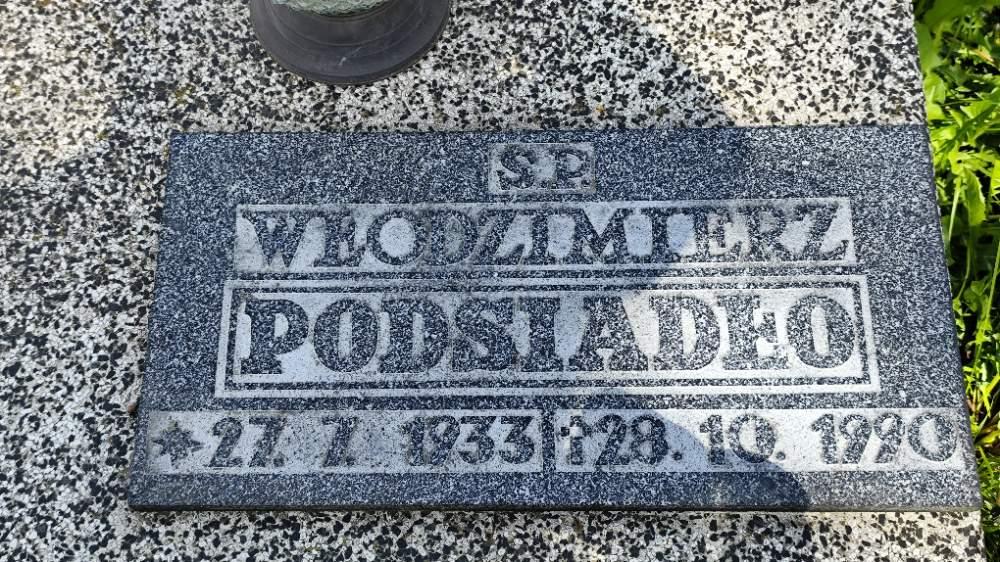 Ś.P.
WŁODZIMIERZ
PODSIADŁO
* 27. 7. 1933 ✝ 28. 10. 1990